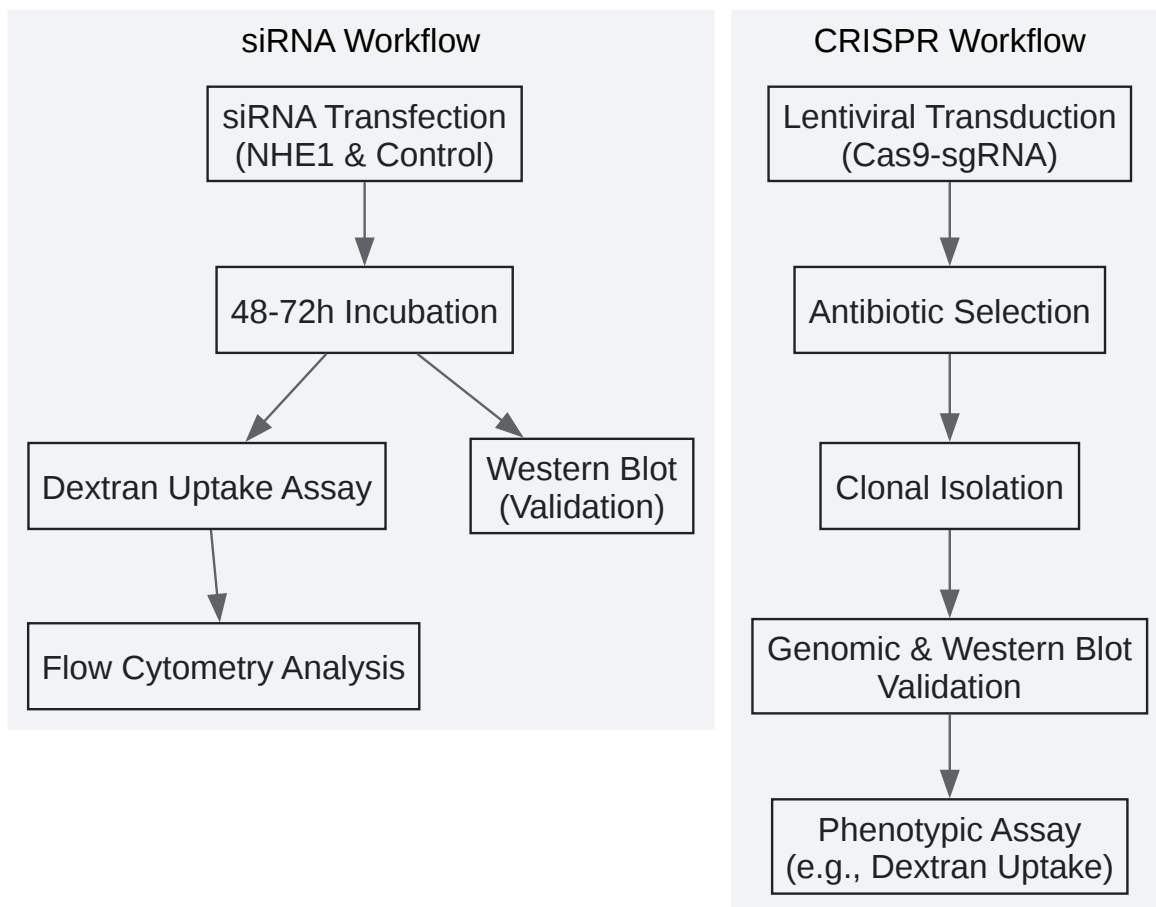 siRNA Workflow
siRNA Transfection
(NHE1 & Control)
48-72h Incubation
Dextran Uptake Assay
Western Blot
(Validation)
Flow Cytometry Analysis
CRISPR Workflow
Lentiviral Transduction
(Cas9-sgRNA)
Antibiotic Selection
Clonal Isolation
Genomic & Western Blot
Validation
Phenotypic Assay
(e.g., Dextran Uptake)